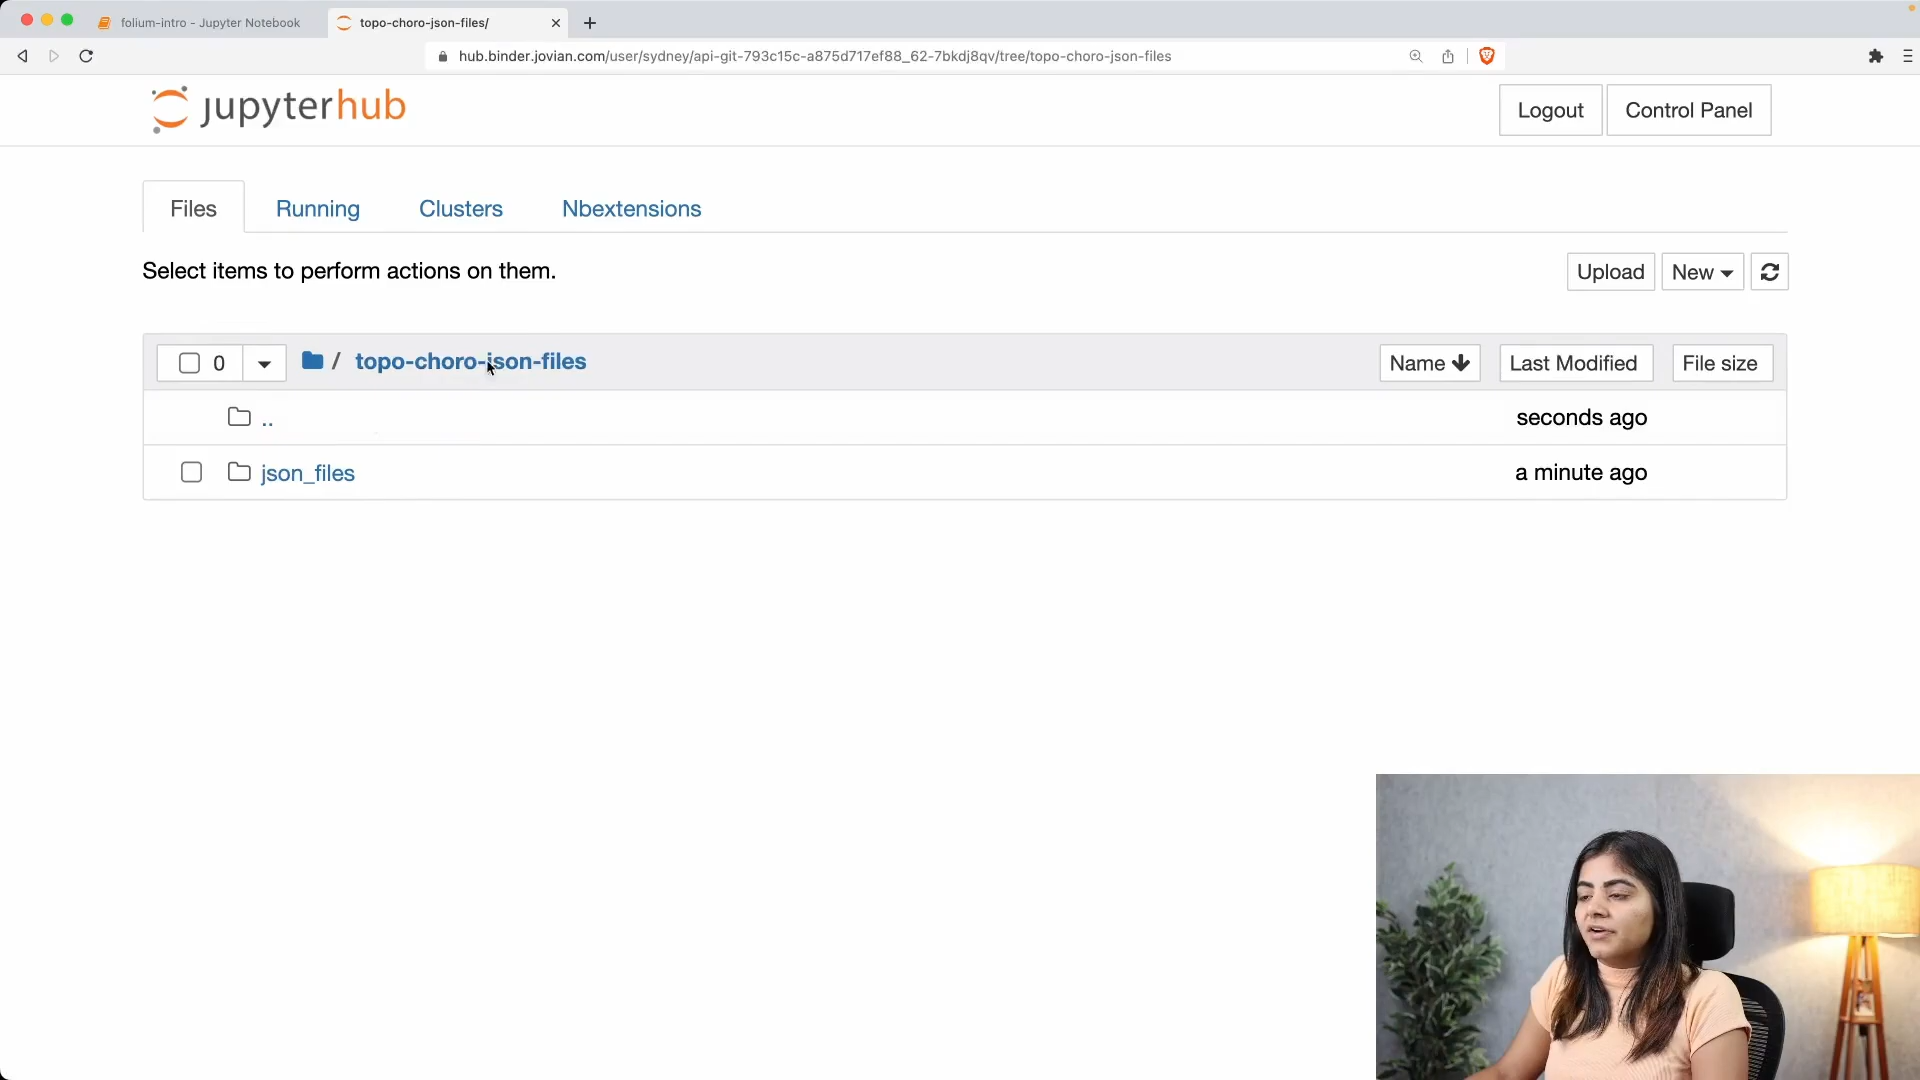 folium-intro - Jupyter Notebook
topo-choro-json-files/
hub.binder.jovian.com/user/sydney/api-git-793c15c-a875d717ef88_62-7bkdj8qv/tree/topo-choro-json-files
jupyterhub
Logout
Control Panel
Files
Running
Clusters
Nbextensions
Select items to perform actions on them.
Upload
New
0
/ topo-choro-json-files
Name
Last Modified
File size
..
seconds ago
json_files
a minute ago